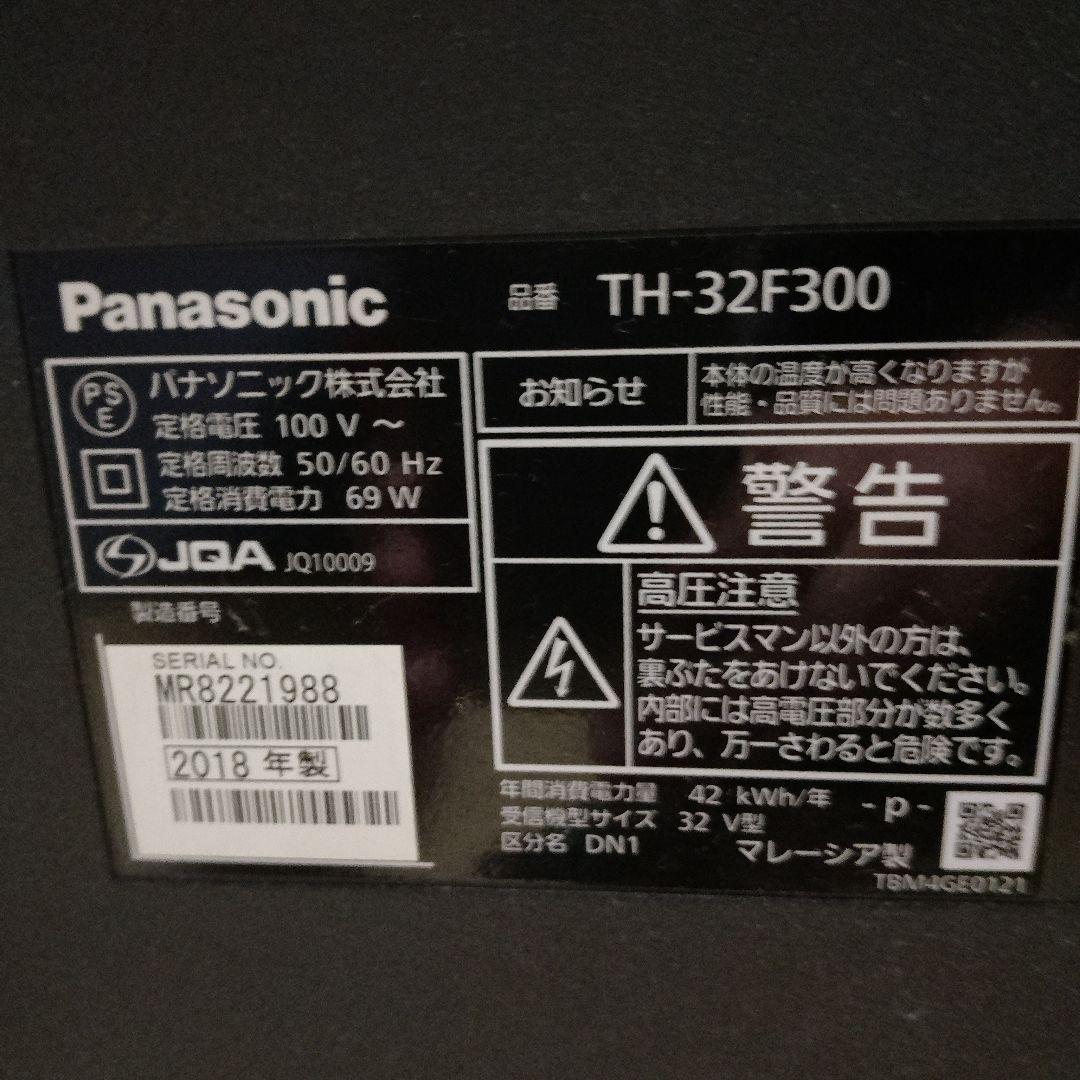 Panasonic
品番 TH-32F300
PS
E
パナソニック株式会社
定格電圧 100 V ～
定格周波数 50/60 Hz
定格消費電力 69 W
JQA JQ10009
製造番号
SERIAL NO.
MR8221988
2018 年製
お知らせ
本体の温度が高くなりますが
性能・品質には問題ありません。
警告
高圧注意
サービスマン以外の方は、
裏ぶたをあけないでください。
内部には高電圧部分が数多く
あり、万一さわると危険です。
年間消費電力量 42 kWh/年
受信機型サイズ 32 V型
区分名 DN1
- p -
マレーシア製
TBM4GE0121